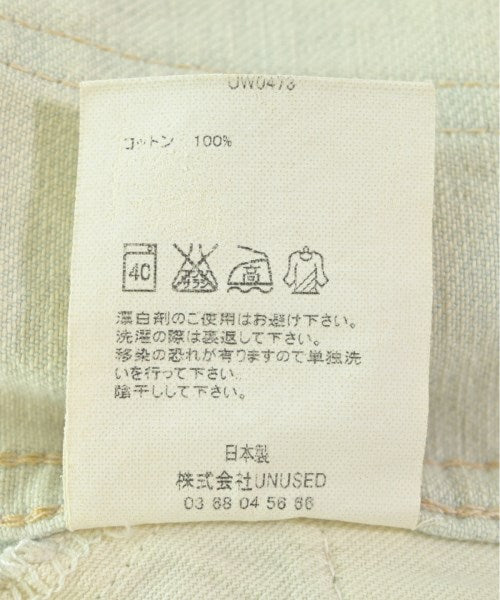 UW0473
コットン 100%
40
高
漂白剤のご使用はお避け下さい。
洗濯の際は裏返して下さい。
移染の恐れが有りますので単独洗
いを行って下さい。
陰干しして下さい。
日本製
株式会社UNUSED
03 68 04 56 66